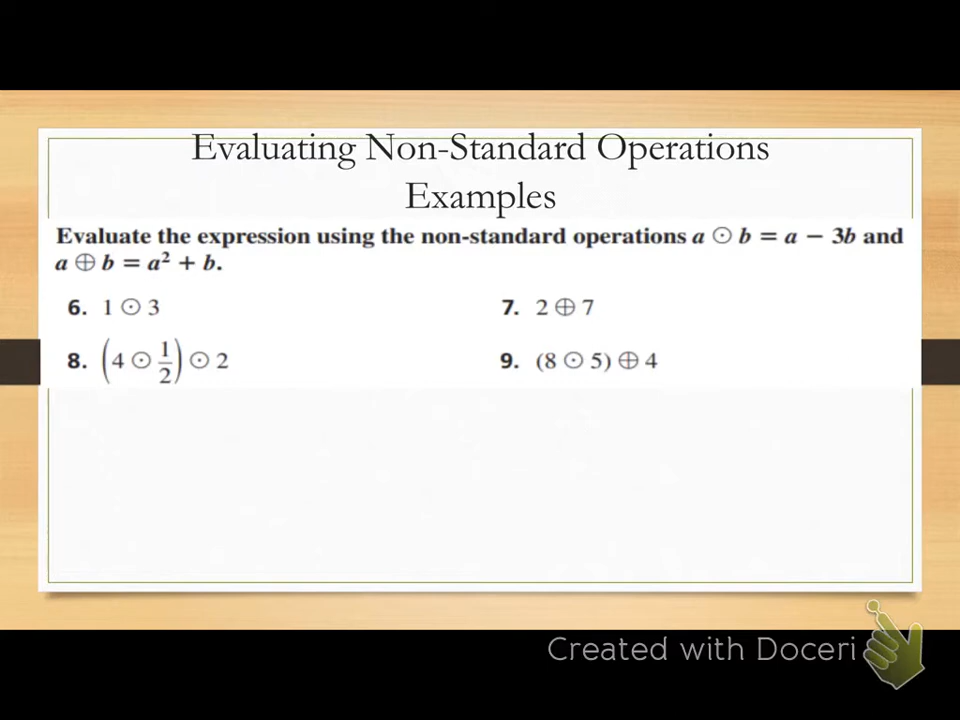 Evaluating Non-Standard Operations
Examples
Evaluate the expression using the non-standard operations a ⊙ b = a − 3b and
a ⊕ b = a² + b.
6. 1 ⊙ 3
7. 2 ⊕ 7
8. (4 ⊙ 1/2) ⊙ 2
9. (8 ⊙ 5) ⊕ 4
Created with Doceri